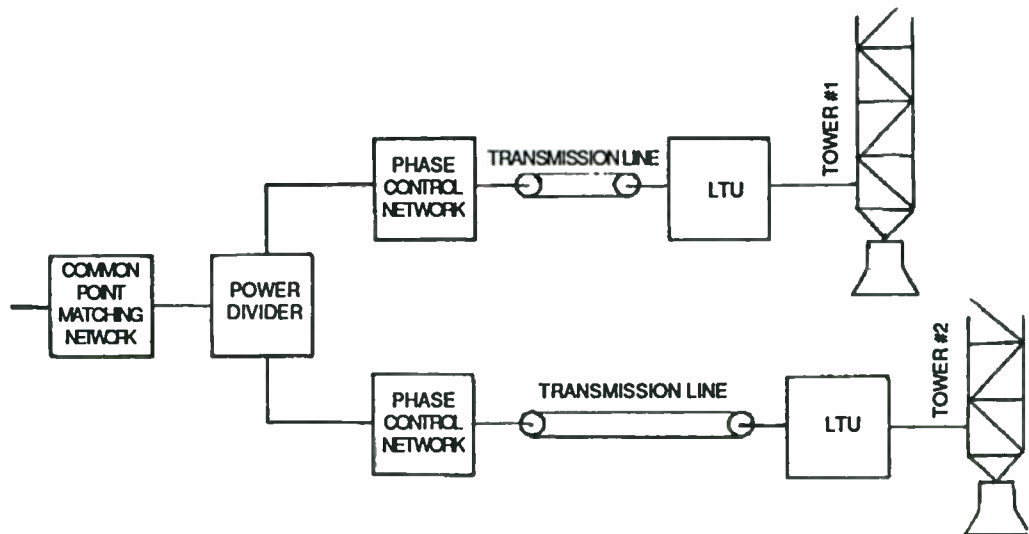 TOWER #1
PHASE
CONTROL
NETWORK
TRANSMISSION LINE
LTU
COMMON
POINT
MATCHING
NETWORK
POWER
DIVIDER
TOWER #2
PHASE
CONTROL
NETWORK
TRANSMISSION LINE
LTU